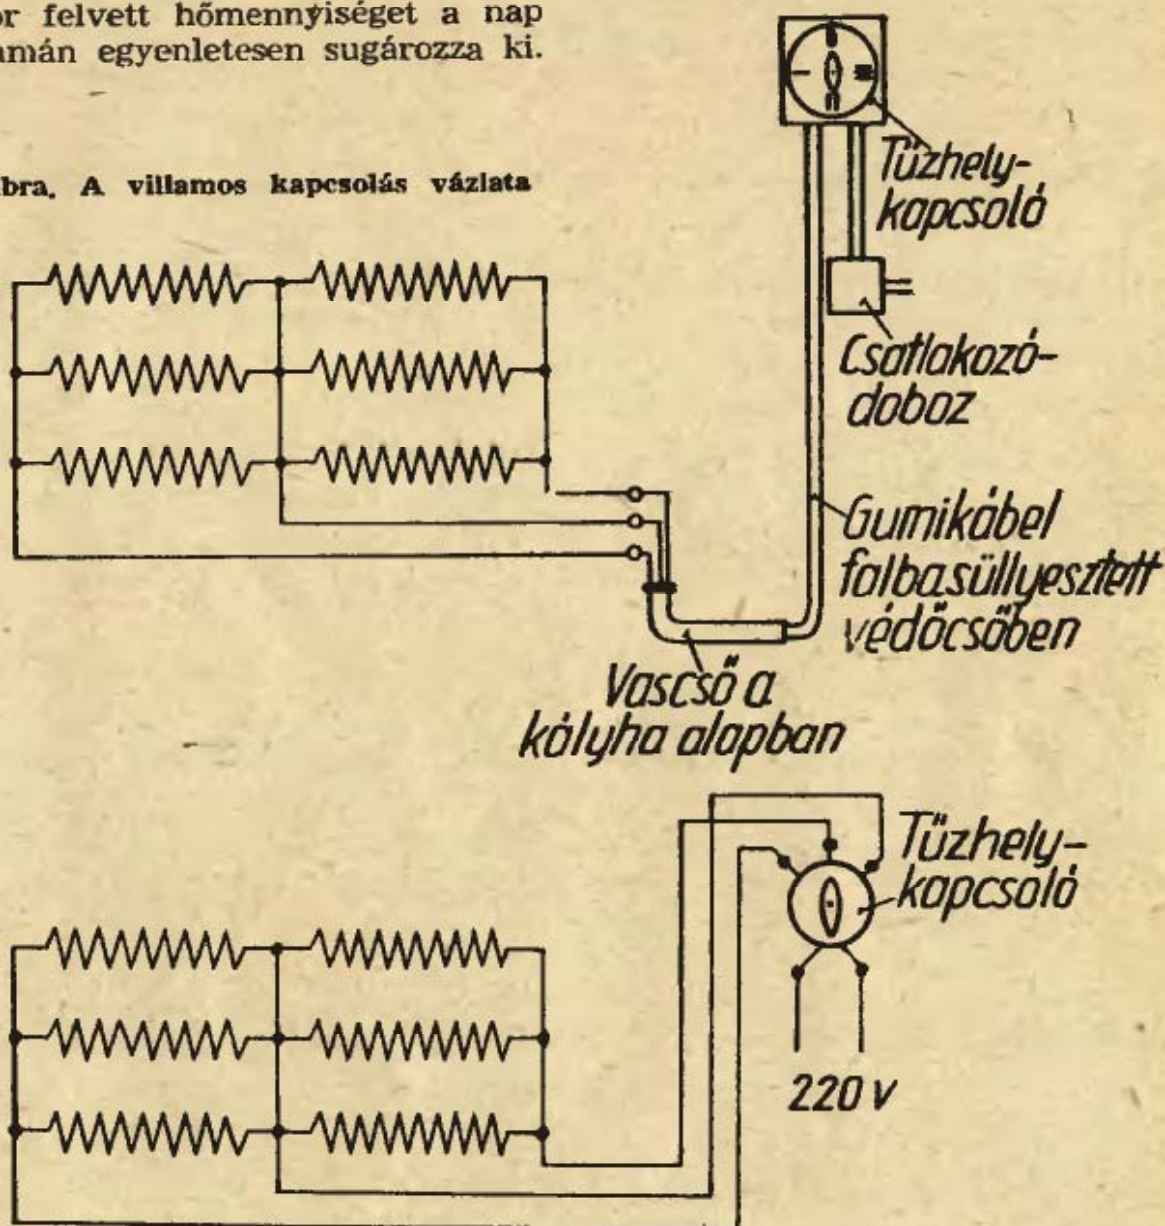 or felvett hőmennyiséget a nap
amán egyenletesen sugározza ki.
bra. A villamos kapcsolás vázlata
Tűzhely-
kapcsoló
Csatlakozó-
doboz
Gumikábel
falbasüllyesztett
védőcsőben
Vascső a
kályha alapban
Tűzhely-
kapcsoló
220 V